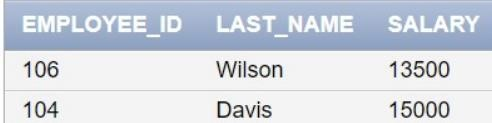 EMPLOYEE_ID LAST_NAME SALARY
106 Wilson 13500
104 Davis 15000